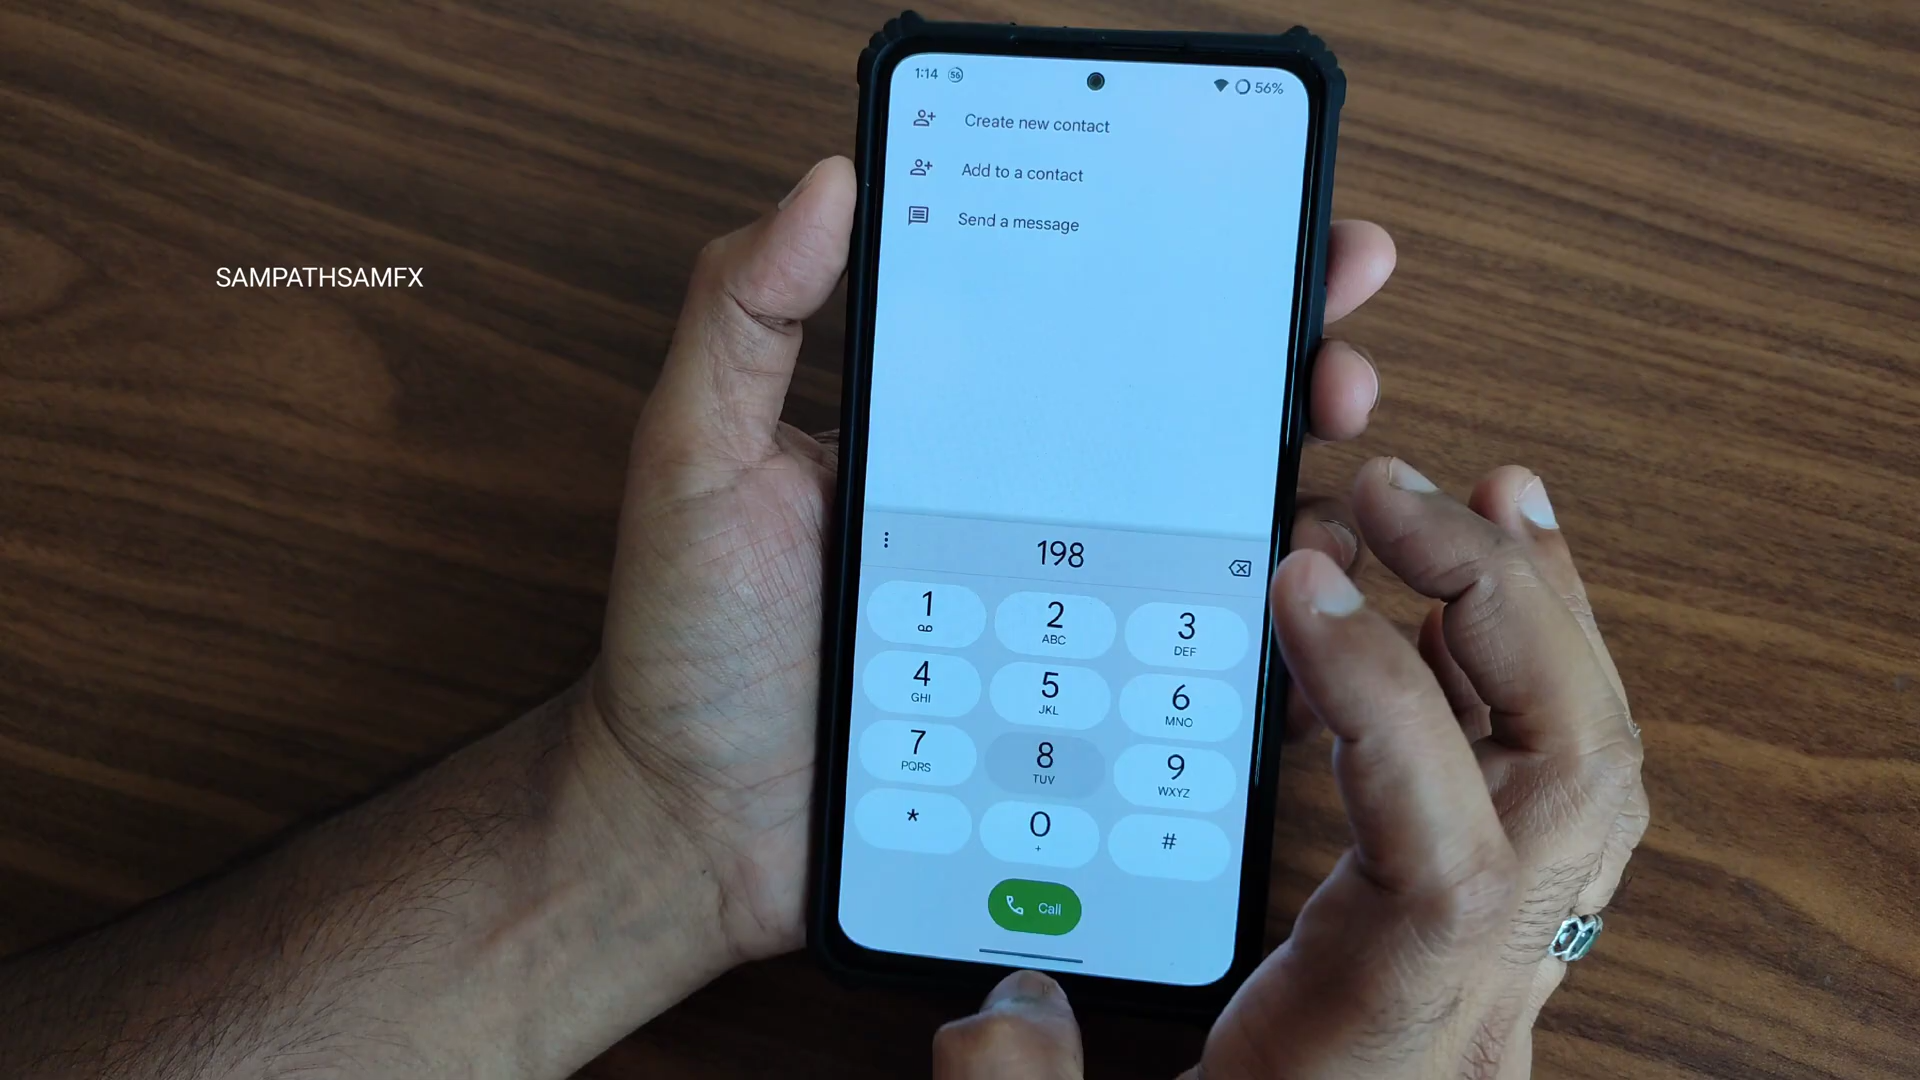 1:14 56 56%
Create new contact
Add to a contact
Send a message
SAMPATHSAMFX
198
1 2 3
ABC DEF
4 5 6
GHI JKL MNO
7 8 9
PQRS TUV WXYZ
* 0 #
+
Call